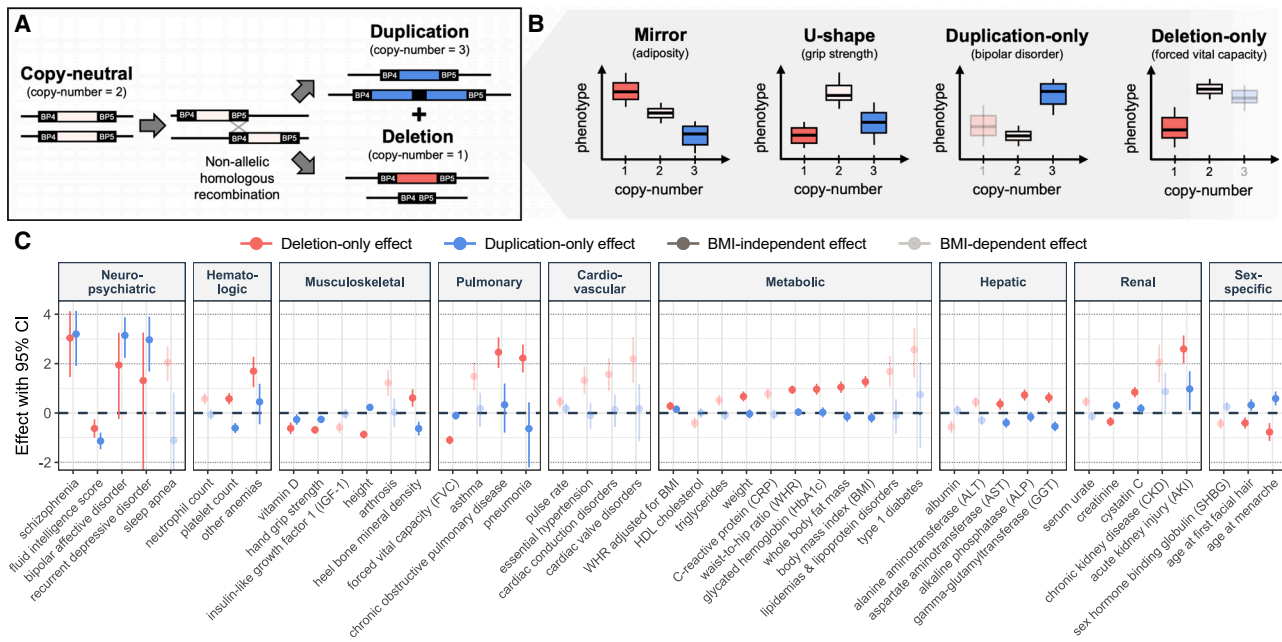 A
Copy-neutral
(copy-number = 2)
BP4 BP5
BP4 BP5
BP4 BP5
BP4 BP5
Non-allelic
homologous
recombination
Duplication
(copy-number = 3)
BP4 BP5
BP4 BP5
+
Deletion
(copy-number = 1)
BP4 BP5
BP4 BP5
B
Mirror
(adiposity)
phenotype
1 2 3
copy-number
U-shape
(grip strength)
phenotype
1 2 3
copy-number
Duplication-only
(bipolar disorder)
phenotype
1 2 3
copy-number
Deletion-only
(forced vital capacity)
phenotype
1 2 3
copy-number
C
Deletion-only effect
Duplication-only effect
BMI-independent effect
BMI-dependent effect
Neuro-
psychiatric
Hemato-
logic
Musculoskeletal
Pulmonary
Cardio-
vascular
Metabolic
Hepatic
Renal
Sex-
specific
Effect with 95% CI
4
2
0
-2
schizophrenia
fluid intelligence score
bipolar affective disorder
recurrent depressive disorder
sleep apnea
neutrophil count
platelet count
other anemias
vitamin D
hand grip strength
insulin-like growth factor 1 (IGF-1)
height
arthrosis
heel bone mineral density
forced vital capacity (FVC)
asthma
chronic obstructive pulmonary disease
pneumonia
pulse rate
essential hypertension
cardiac conduction disorders
cardiac valve disorders
WHR adjusted for BMI
HDL cholesterol
triglycerides
weight
C-reactive protein (CRP)
waist-to-hip ratio (WHR)
glycated hemoglobin (HbA1c)
whole body fat mass
body mass index (BMI)
lipidemias & lipoprotein disorders
type 1 diabetes
albumin
alanine aminotransferase (ALT)
aspartate aminotransferase (AST)
alkaline phosphatase (ALP)
gamma-glutamyltransferase (GGT)
serum urate
creatinine
cystatin C
chronic kidney disease (CKD)
acute kidney injury (AKI)
sex hormone binding globulin (SHBG)
age at first facial hair
age at menarche